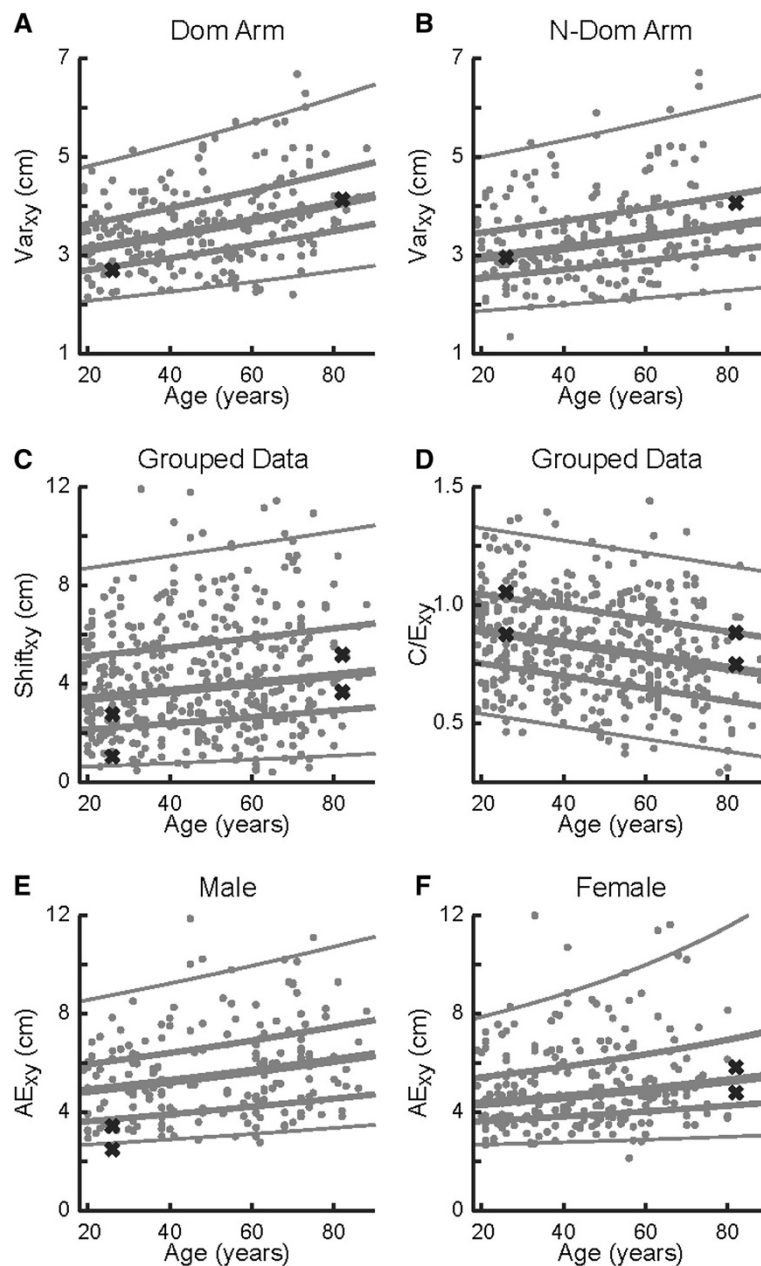 A Dom Arm
7
5
3
1
Varxy (cm)
20 40 60 80
Age (years)
B N-Dom Arm
7
5
3
1
Varxy (cm)
20 40 60 80
Age (years)
C Grouped Data
12
8
4
0
Shiftxy (cm)
20 40 60 80
Age (years)
D Grouped Data
1.5
1.0
0.5
C/Exy
20 40 60 80
Age (years)
E Male
12
8
4
0
AExy (cm)
20 40 60 80
Age (years)
F Female
12
8
4
0
AExy (cm)
20 40 60 80
Age (years)